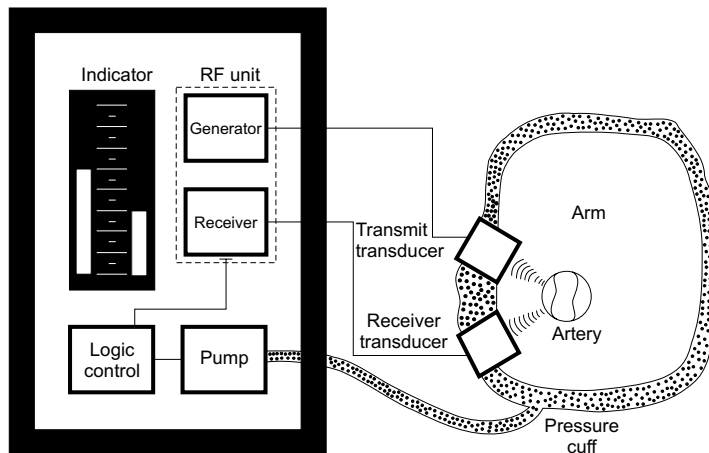 Indicator
RF unit
Generator
Receiver
Transmit
transducer
Arm
Receiver
transducer
Artery
Logic
control
Pump
Pressure
cuff